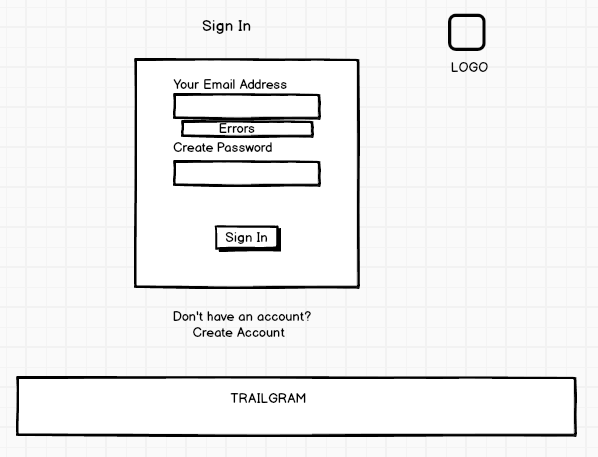 Sign In
LOGO
Your Email Address
Errors
Create Password
Sign In
Don't have an account?
Create Account
TRAILGRAM